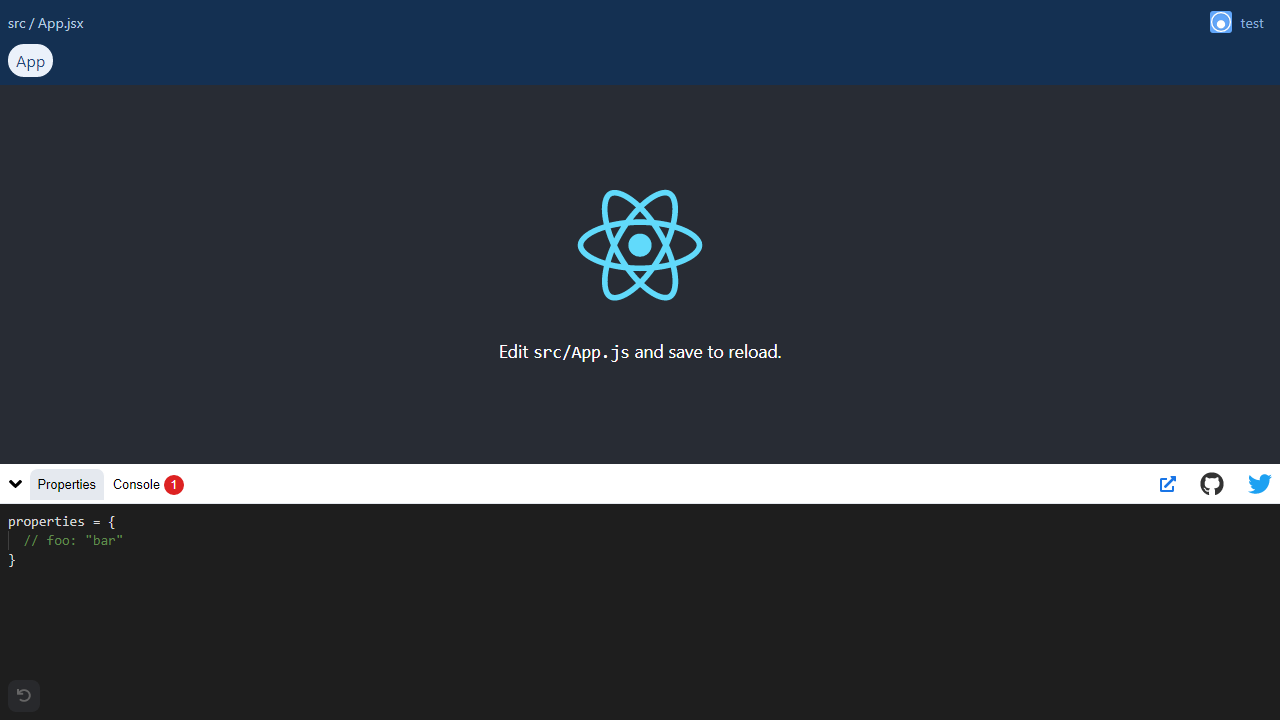 src / App.jsx
test
App
Edit src/App.js and save to reload.
Properties
Console 1
properties = {
// foo: "bar"
}